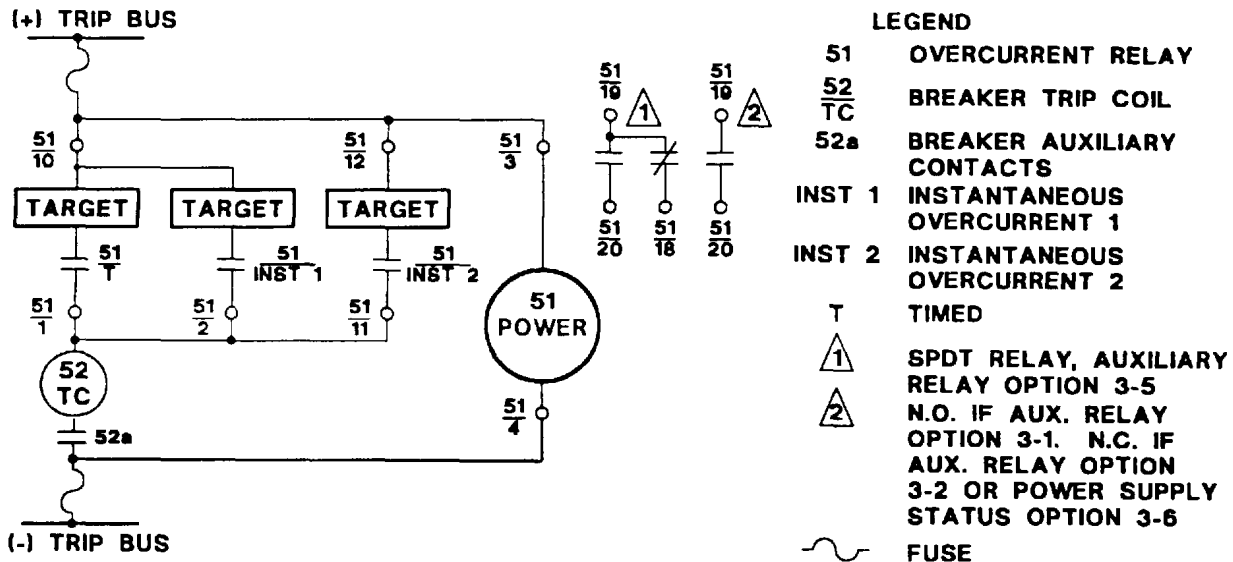 (+) TRIP BUS
51
10
51
12
51
3
TARGET
TARGET
TARGET
51
T
51
INST 1
51
INST 2
51
1
51
2
51
11
51
POWER
52
TC
52a
51
4
(-) TRIP BUS
51
19
1
51
19
2
51
20
51
18
51
20
LEGEND
51 OVERCURRENT RELAY
52
TC BREAKER TRIP COIL
52a BREAKER AUXILIARY
CONTACTS
INST 1 INSTANTANEOUS
OVERCURRENT 1
INST 2 INSTANTANEOUS
OVERCURRENT 2
T TIMED
1 SPDT RELAY, AUXILIARY
RELAY OPTION 3-5
2 N.O. IF AUX. RELAY
OPTION 3-1. N.C. IF
AUX. RELAY OPTION
3-2 OR POWER SUPPLY
STATUS OPTION 3-6
FUSE